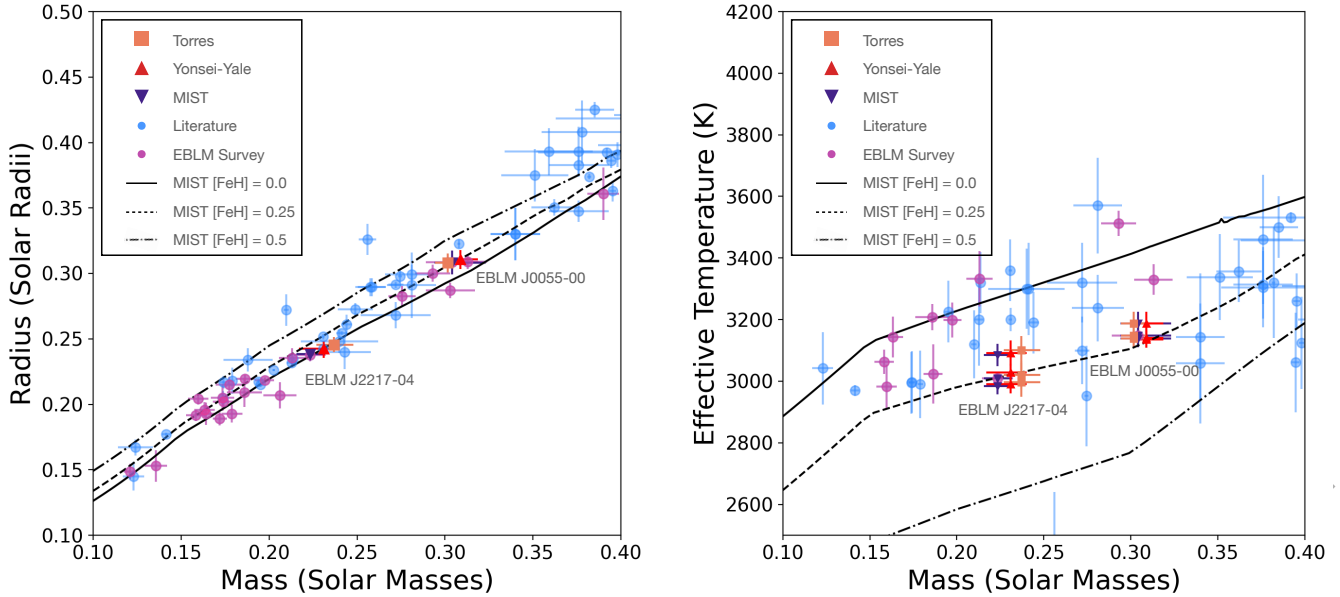 0.50
0.45
0.40
0.35
0.30
0.25
0.20
0.15
0.10
Radius (Solar Radii)
Torres
Yonsei-Yale
MIST
Literature
EBLM Survey
MIST [FeH] = 0.0
MIST [FeH] = 0.25
MIST [FeH] = 0.5
EBLM J0055-00
EBLM J2217-04
0.10 0.15 0.20 0.25 0.30 0.35 0.40
Mass (Solar Masses)
4200
4000
3800
3600
3400
3200
3000
2800
2600
Effective Temperature (K)
Torres
Yonsei-Yale
MIST
Literature
EBLM Survey
MIST [FeH] = 0.0
MIST [FeH] = 0.25
MIST [FeH] = 0.5
EBLM J0055-00
EBLM J2217-04
0.10 0.15 0.20 0.25 0.30 0.35 0.40
Mass (Solar Masses)